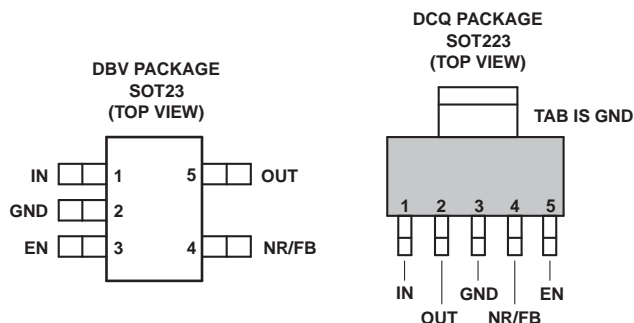 DBV PACKAGE
SOT23
(TOP VIEW)
IN 1 5 OUT
GND 2
EN 3 4 NR/FB
DCQ PACKAGE
SOT223
(TOP VIEW)
TAB IS GND
1 2 3 4 5
IN GND EN
OUT NR/FB